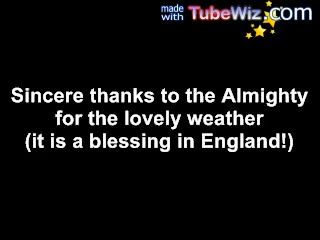 made with TubeWiz.com
Sincere thanks to the Almighty
for the lovely weather
(it is a blessing in England!)